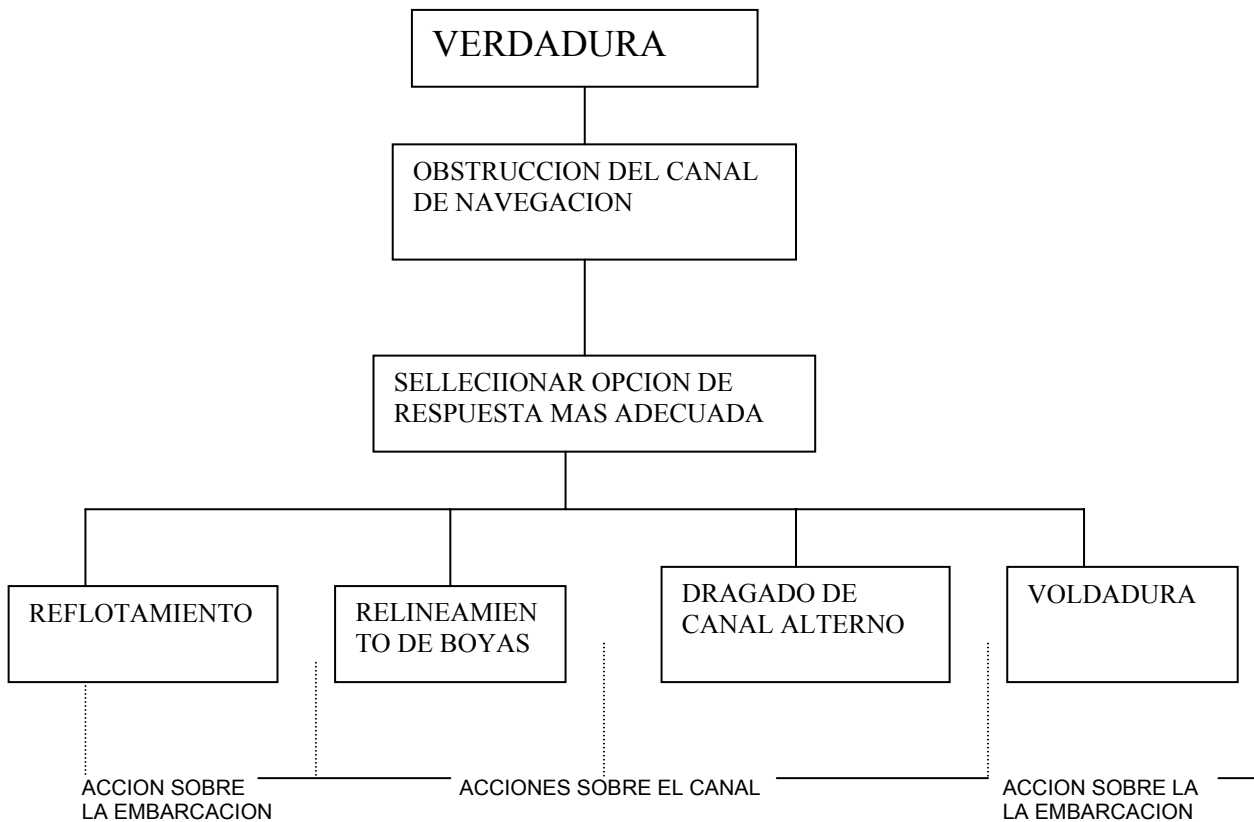 VERDADURA
OBSTRUCCION DEL CANAL
DE NAVEGACION
SELLECIIONAR OPCION DE
RESPUESTA MAS ADECUADA
REFLOTAMIENTO
RELINEAMIEN
TO DE BOYAS
DRAGADO DE
CANAL ALTERNO
VOLDADURA
ACCION SOBRE
LA EMBARCACION
ACCIONES SOBRE EL CANAL
ACCION SOBRE LA
LA EMBARCACION